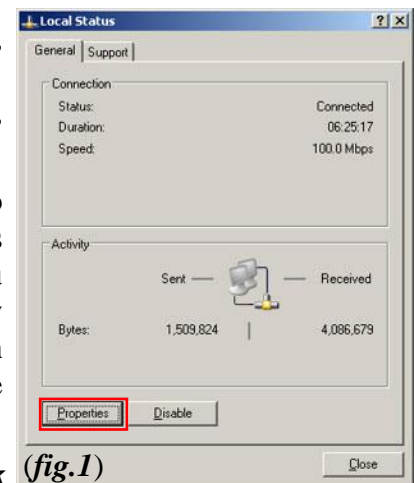 Local Status
General Support
Connection
Status: Connected
Duration: 06:25:17
Speed: 100.0 Mbps
Activity
Sent Received
Bytes: 1,509,824 4,086,679
Properties Disable
(fig.1)
Close